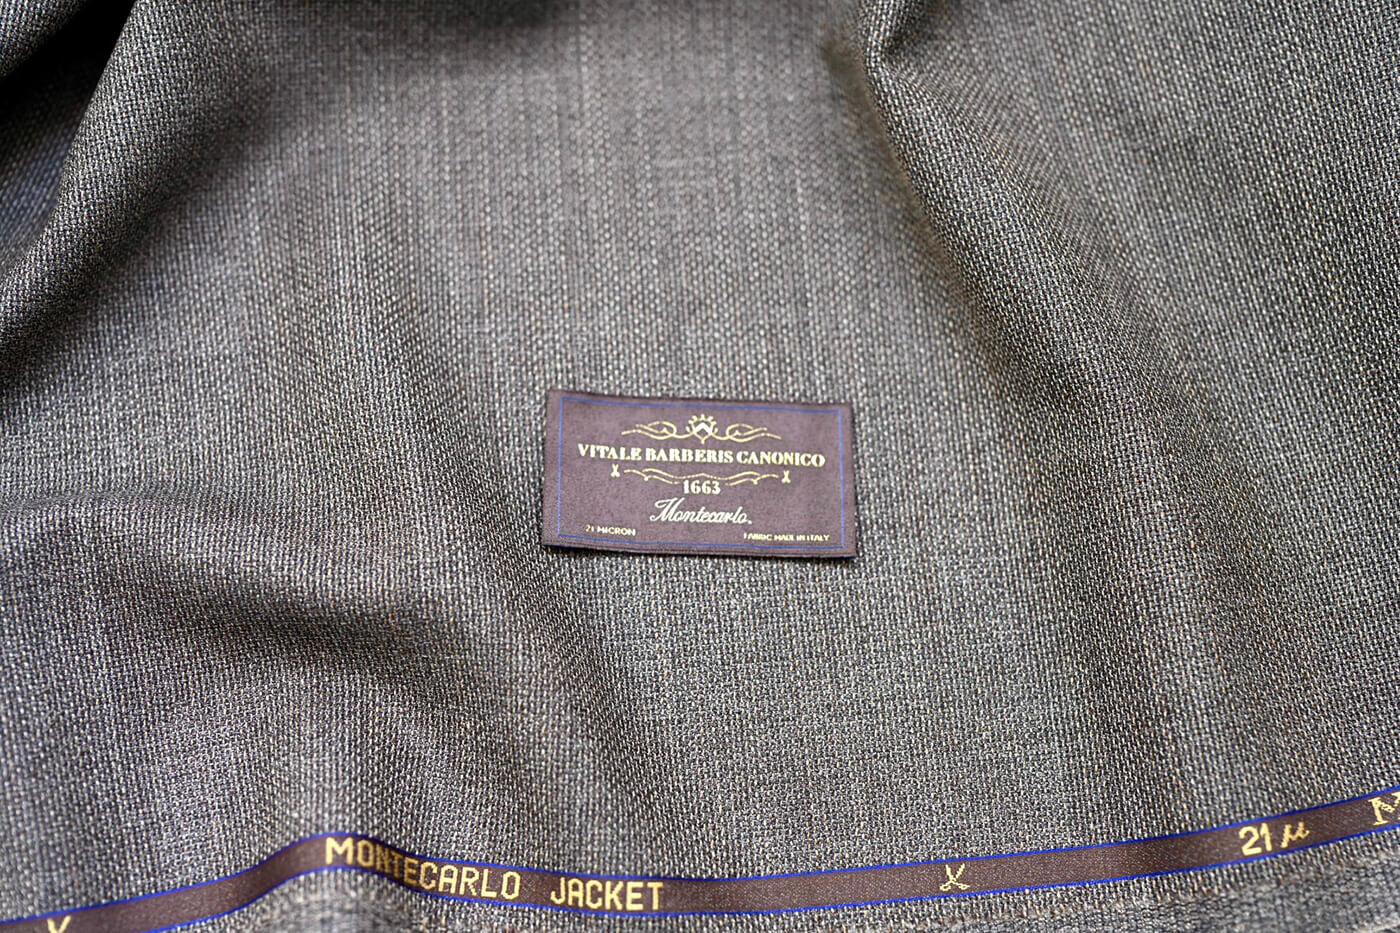 VITALE BARBERIS CANONICO
1663
Montecarlo
21 MICRON
FABRIC MADE IN ITALY
MONTECARLO JACKET
21 µ
M